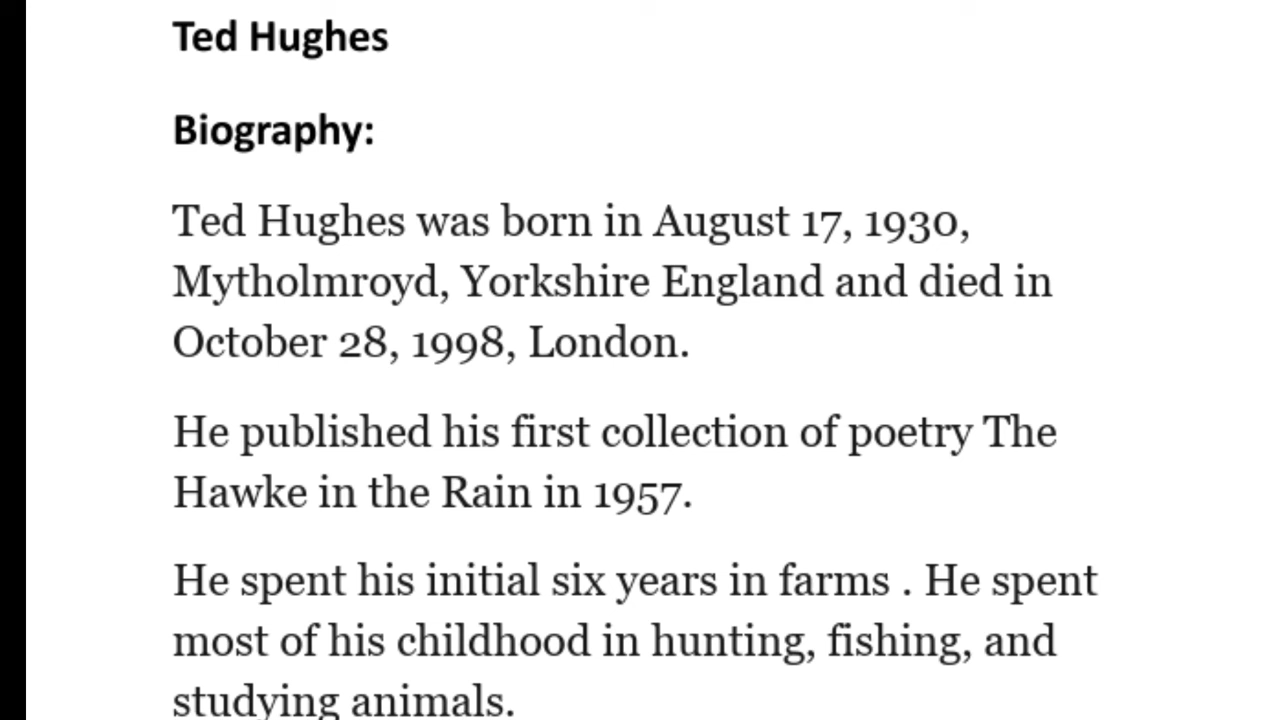 Ted Hughes
Biography:
Ted Hughes was born in August 17, 1930,
Mytholmroyd, Yorkshire England and died in
October 28, 1998, London.
He published his first collection of poetry The
Hawke in the Rain in 1957.
He spent his initial six years in farms . He spent
most of his childhood in hunting, fishing, and
studying animals.